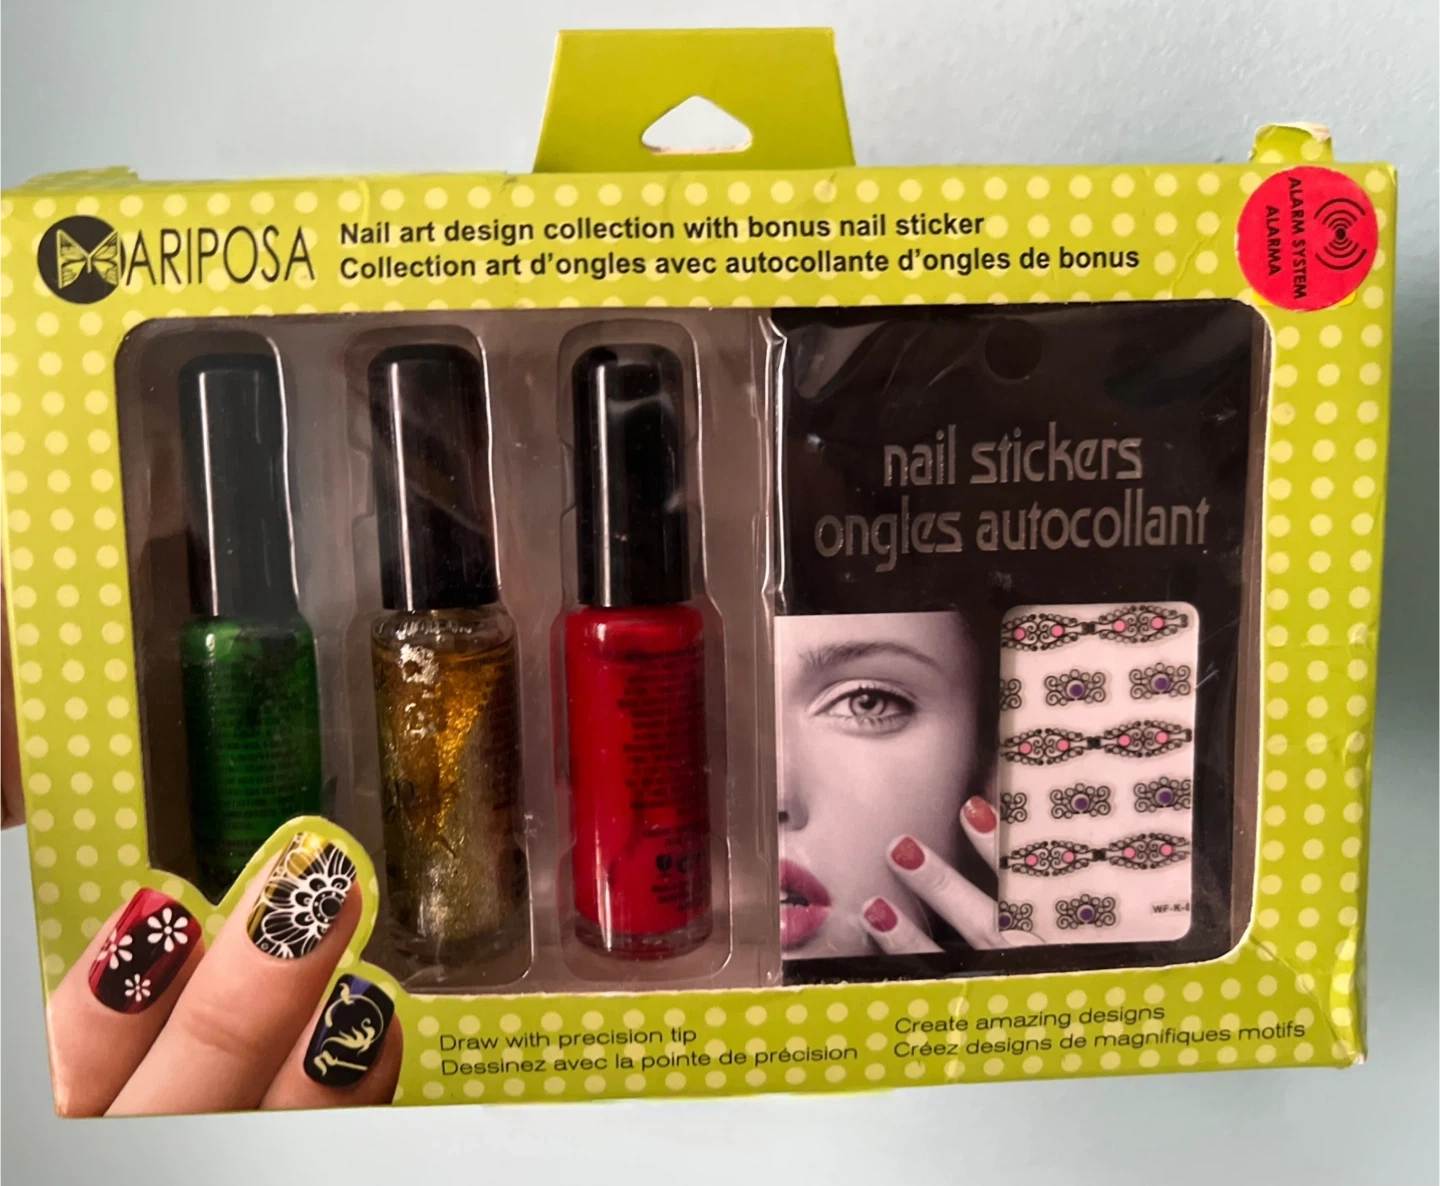 MARIPOSA
Nail art design collection with bonus nail sticker
Collection art d'ongles avec autocollante d'ongles de bonus
ALARM SYSTEM
ALARMA
nail stickers
ongles autocollant
WF-K-4
Draw with precision tip
Dessinez avec la pointe de précision
Create amazing designs
Créez designs de magnifiques motifs